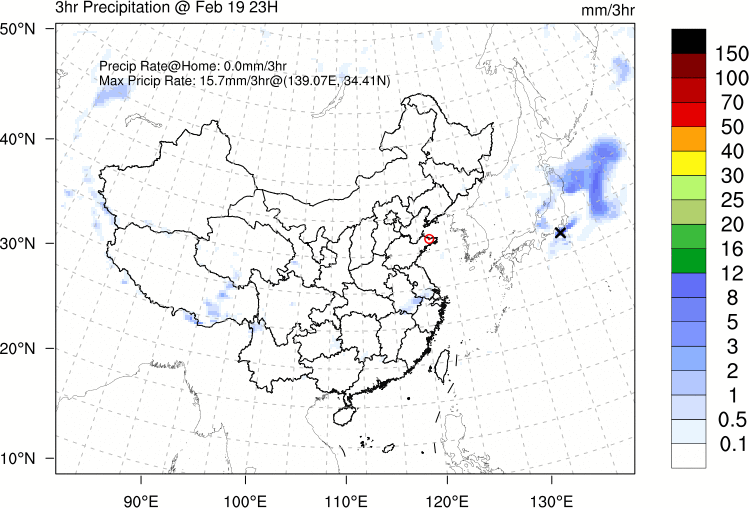 3hr Precipitation @ Feb 19 23H
mm/3hr
Precip Rate@Home: 0.0mm/3hr
Max Pricip Rate: 15.7mm/3hr@(139.07E, 34.41N)
50°N
40°N
30°N
20°N
10°N
90°E
100°E
110°E
120°E
130°E
150
100
70
50
40
30
25
20
16
12
8
5
3
2
1
0.5
0.1